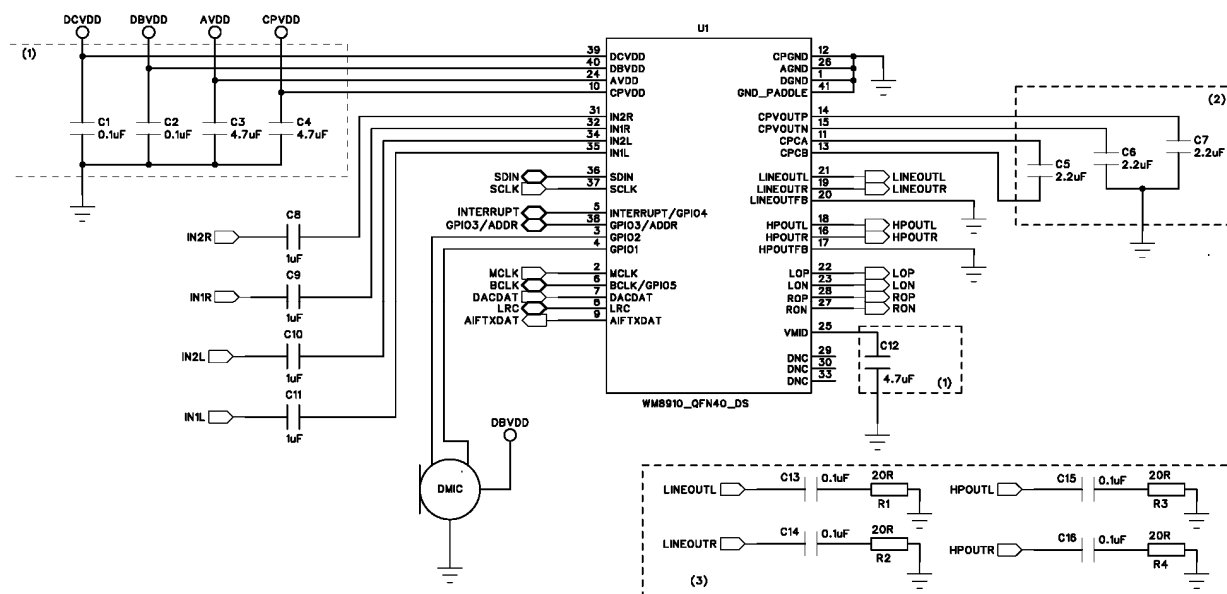 DCVDD DBVDD AVDD CPVDD
(1)
C1 0.1uF
C2 0.1uF
C3 4.7uF
C4 4.7uF
U1
39 DCVDD
40 DBVDD
24 AVDD
10 CPVDD
31 IN2R
32 IN1R
34 IN2L
35 IN1L
SDIN 36 SDIN
SCLK 37 SCLK
INTERRUPT 5 INTERRUPT/GPIO4
GPIO3/ADDR 38 GPIO3/ADDR
3 GPIO2
4 GPIO1
MCLK 2 MCLK
BCLK 6 BCLK/GPIO5
DACDAT 7 DACDAT
LRC 8 LRC
AIFTXDAT 9 AIFTXDAT
CPGND 12
AGND 26
DGND 1
GND_PADDLE 41
CPVOUTP 14
CPVOUTN 15
CPCA 11
CPCB 13
LINEOUTL 21 LINEOUTL
LINEOUTR 19 LINEOUTR
LINEOUTFB 20
HPOUTL 18 HPOUTL
HPOUTR 16 HPOUTR
HPOUTFB 17
LOP 22 LOP
LON 23 LON
ROP 28 ROP
RON 27 RON
VMID 25
DNC 29
DNC 30
DNC 33
WM8910_QFN40_DS
(2)
C5 2.2uF
C6 2.2uF
C7 2.2uF
C12
4.7uF
(1)
IN2R C8 1uF
IN1R C9 1uF
IN2L C10 1uF
IN1L C11 1uF
DBVDD
DMIC
LINEOUTL C13 0.1uF 20R R1
HPOUTL C15 0.1uF 20R R3
LINEOUTR C14 0.1uF 20R R2
HPOUTR C16 0.1uF 20R R4
(3)